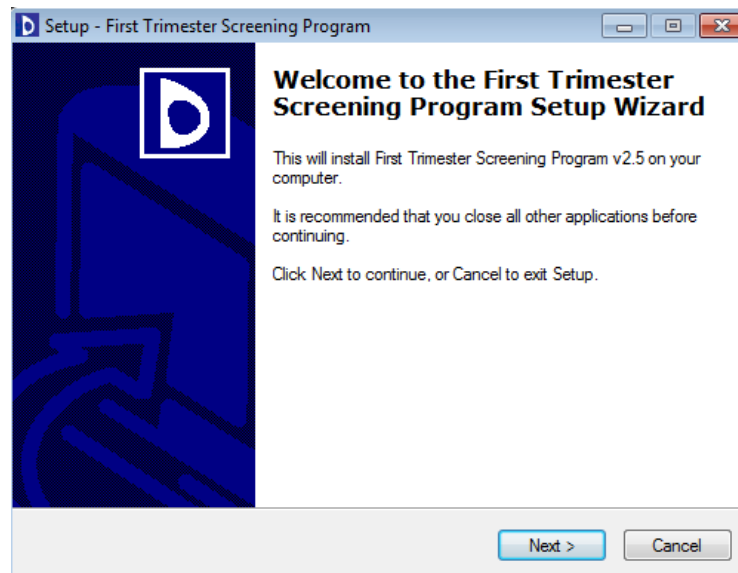 Setup - First Trimester Screening Program
Welcome to the First Trimester
Screening Program Setup Wizard
This will install First Trimester Screening Program v2.5 on your
computer.
It is recommended that you close all other applications before
continuing.
Click Next to continue, or Cancel to exit Setup.
Next >
Cancel